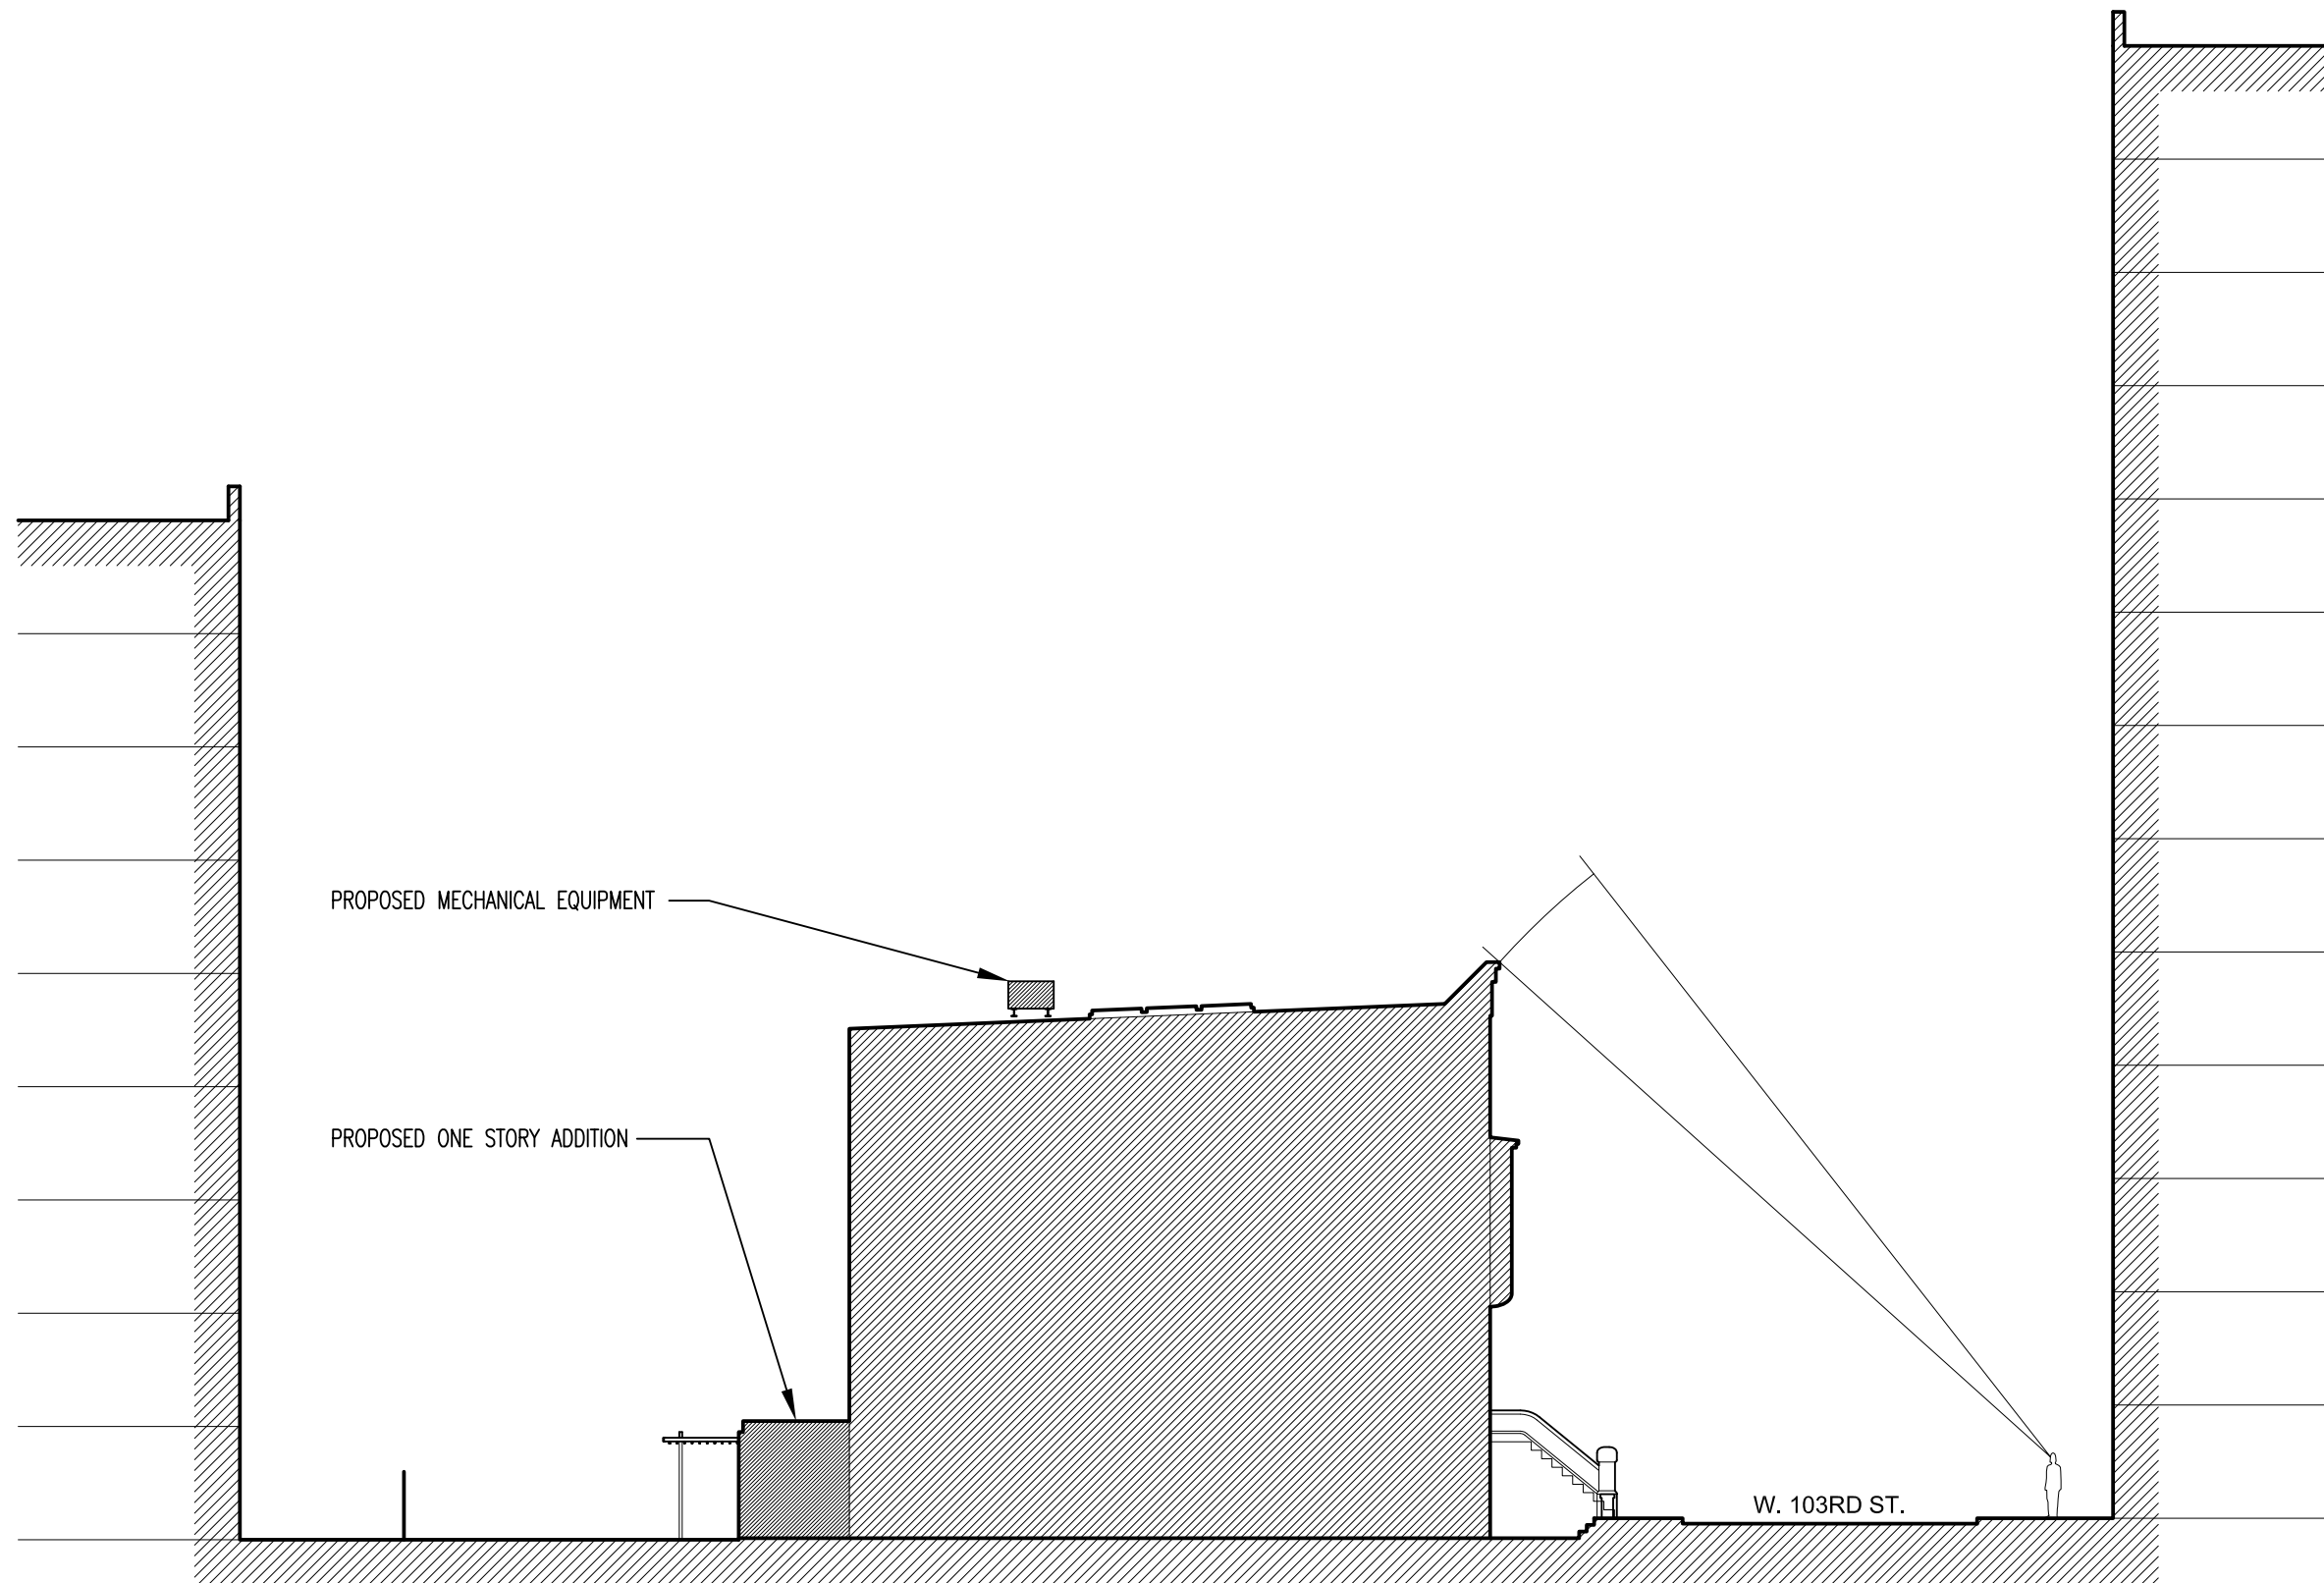 PROPOSED MECHANICAL EQUIPMENT
PROPOSED ONE STORY ADDITION
W. 103RD ST.